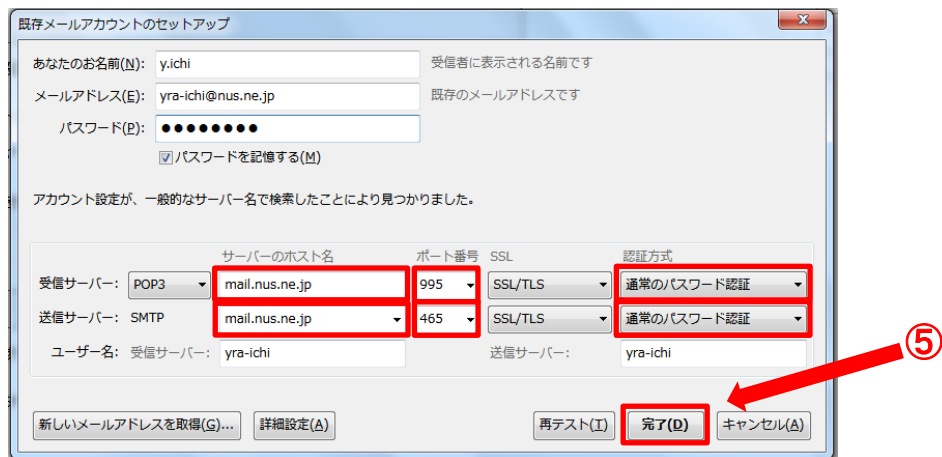 既存メールアカウントのセットアップ
あなたのお名前(N): y.ichi 受信者に表示される名前です
メールアドレス(E): yra-ichi@nus.ne.jp 既存のメールアドレスです
パスワード(P): ●●●●●●●●
パスワードを記憶する(M)
アカウント設定が、一般的なサーバー名で検索したことにより見つかりました。
サーバーのホスト名 ポート番号 SSL 認証方式
受信サーバー: POP3 mail.nus.ne.jp 995 SSL/TLS 通常のパスワード認証
送信サーバー: SMTP mail.nus.ne.jp 465 SSL/TLS 通常のパスワード認証
ユーザー名: 受信サーバー: yra-ichi 送信サーバー: yra-ichi
⑤
新しいメールアドレスを取得(G)... 詳細設定(A) 再テスト(T) 完了(D) キャンセル(A)